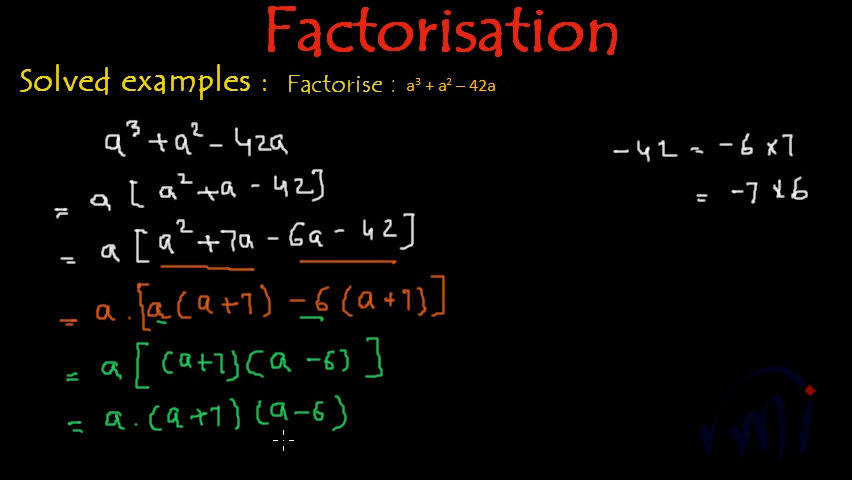 Factorisation
Solved examples : Factorise : a³ + a² – 42a
a³ + a² - 42a
= a [ a² + a - 42]
= a [ a² + 7a - 6a - 42 ]
= a . [a (a + 7) - 6 (a + 7)]
= a [ (a+7) (a - 6) ]
= a . (a + 7) (a - 6)
-42 = -6 × 7
= -7 × 6